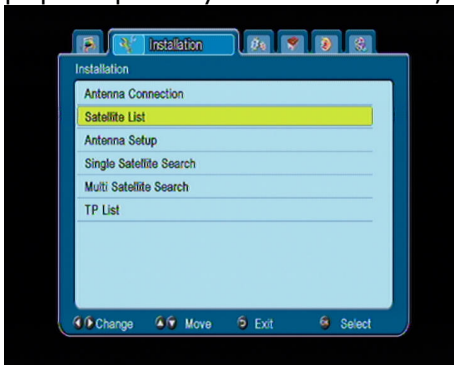 Installation
Installation
Antenna Connection
Satellite List
Antenna Setup
Single Satellite Search
Multi Satellite Search
TP List
Change Move Exit Select